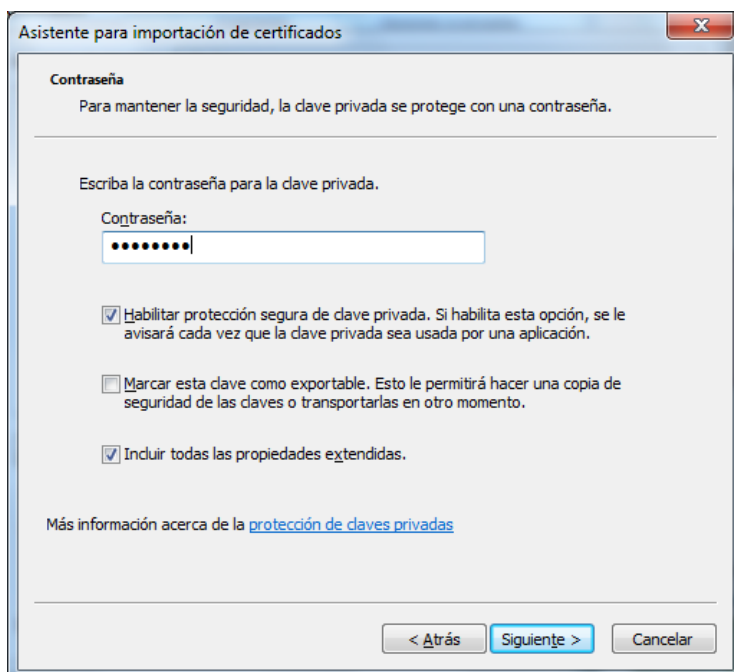 Asistente para importación de certificados
Contraseña
Para mantener la seguridad, la clave privada se protege con una contraseña.
Escriba la contraseña para la clave privada.
Contraseña:
••••••••
Habilitar protección segura de clave privada. Si habilita esta opción, se le
avisará cada vez que la clave privada sea usada por una aplicación.
Marcar esta clave como exportable. Esto le permitirá hacer una copia de
seguridad de las claves o transportarlas en otro momento.
Incluir todas las propiedades extendidas.
Más información acerca de la protección de claves privadas
< Atrás Siguiente > Cancelar